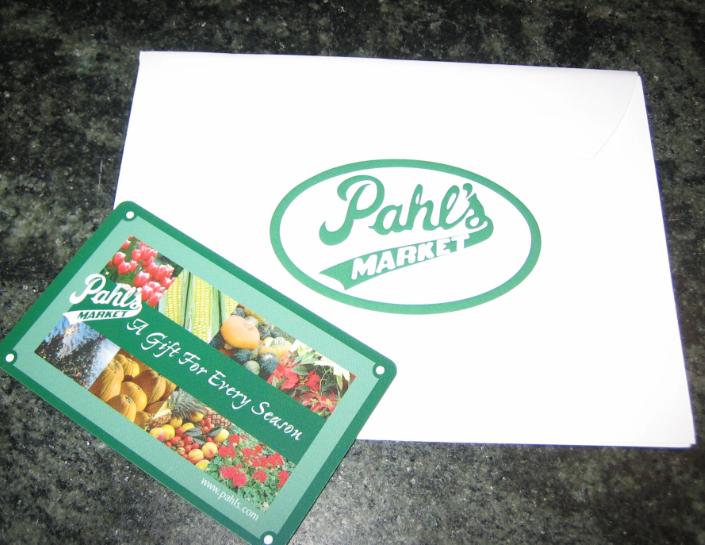 Pahl's
MARKET
Pahl's
MARKET
A Gift For Every Season
www.pahls.com